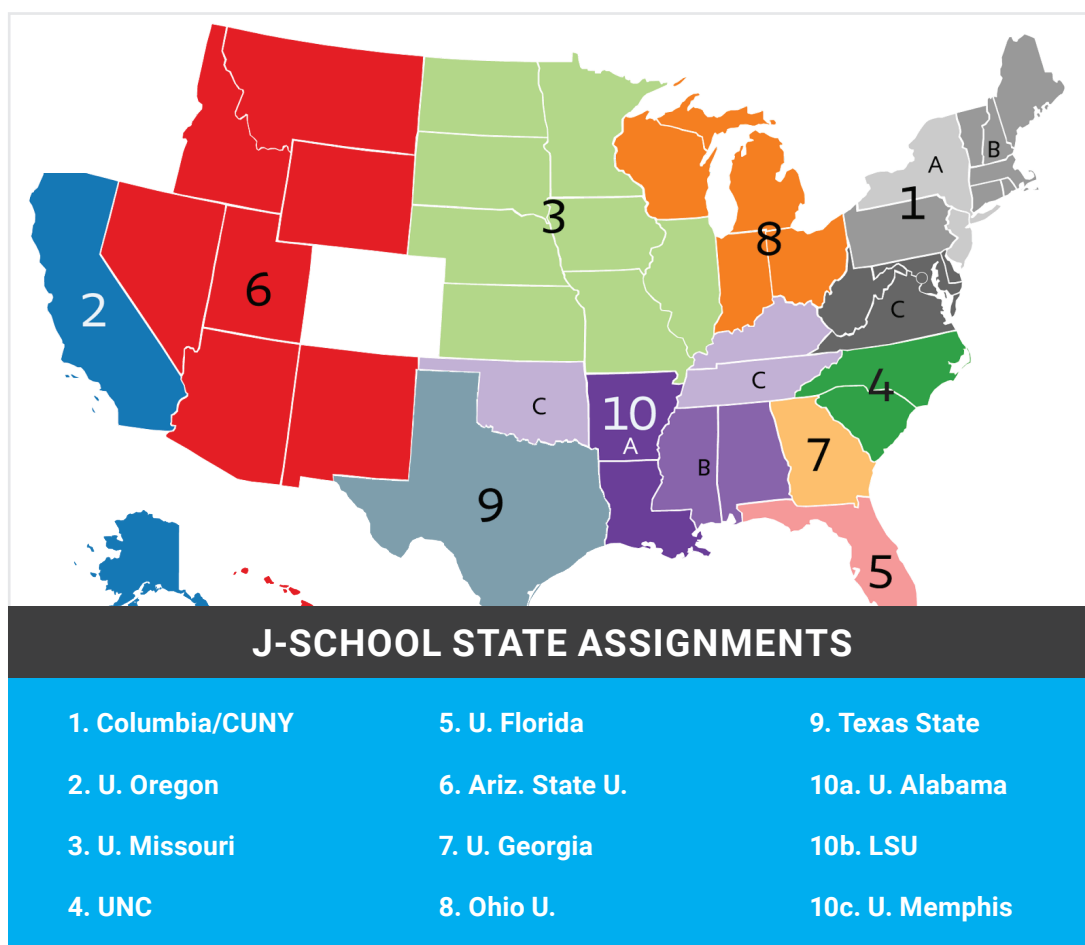 A
B
1
3
8
6
2
C
C
4
10
A
C
B
7
9
5
J-SCHOOL STATE ASSIGNMENTS
1. Columbia/CUNY
2. U. Oregon
3. U. Missouri
4. UNC
5. U. Florida
6. Ariz. State U.
7. U. Georgia
8. Ohio U.
9. Texas State
10a. U. Alabama
10b. LSU
10c. U. Memphis